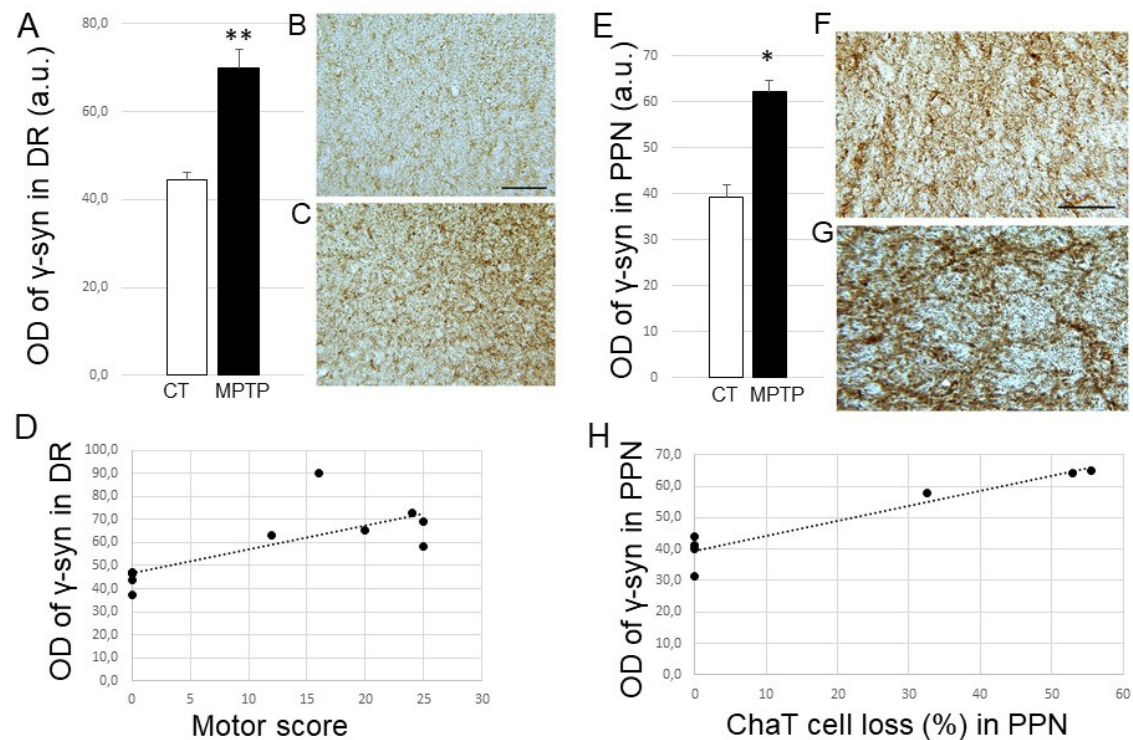 A
OD of γ-syn in DR (a.u.)
80,0
60,0
40,0
20,0
0,0
**
CT MPTP
B
C
E
OD of γ-syn in PPN (a.u.)
70
60
50
40
30
20
10
0
*
CT MPTP
F
G
D
OD of γ-syn in DR
100,0
90,0
80,0
70,0
60,0
50,0
40,0
30,0
20,0
10,0
0,0
0 5 10 15 20 25 30
Motor score
H
OD of γ-syn in PPN
70,0
60,0
50,0
40,0
30,0
20,0
10,0
0,0
0 10 20 30 40 50 60
ChaT cell loss (%) in PPN